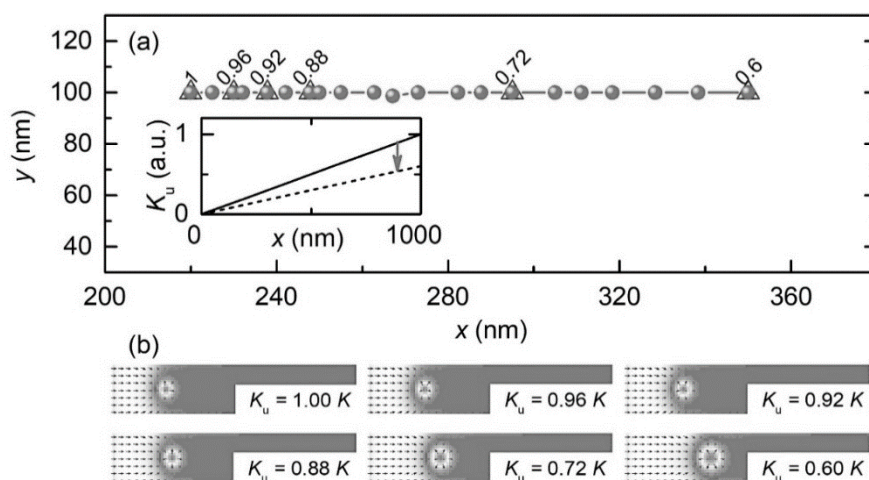 (a)
120
100
80
60
40
y (nm)
1 0.96 0.92 0.88 0.72 0.6
1
0
K_u (a.u.)
0 1000
x (nm)
200 240 280 320 360
x (nm)
(b)
K_u = 1.00 K K_u = 0.96 K K_u = 0.92 K
K_u = 0.88 K K_u = 0.72 K K_u = 0.60 K